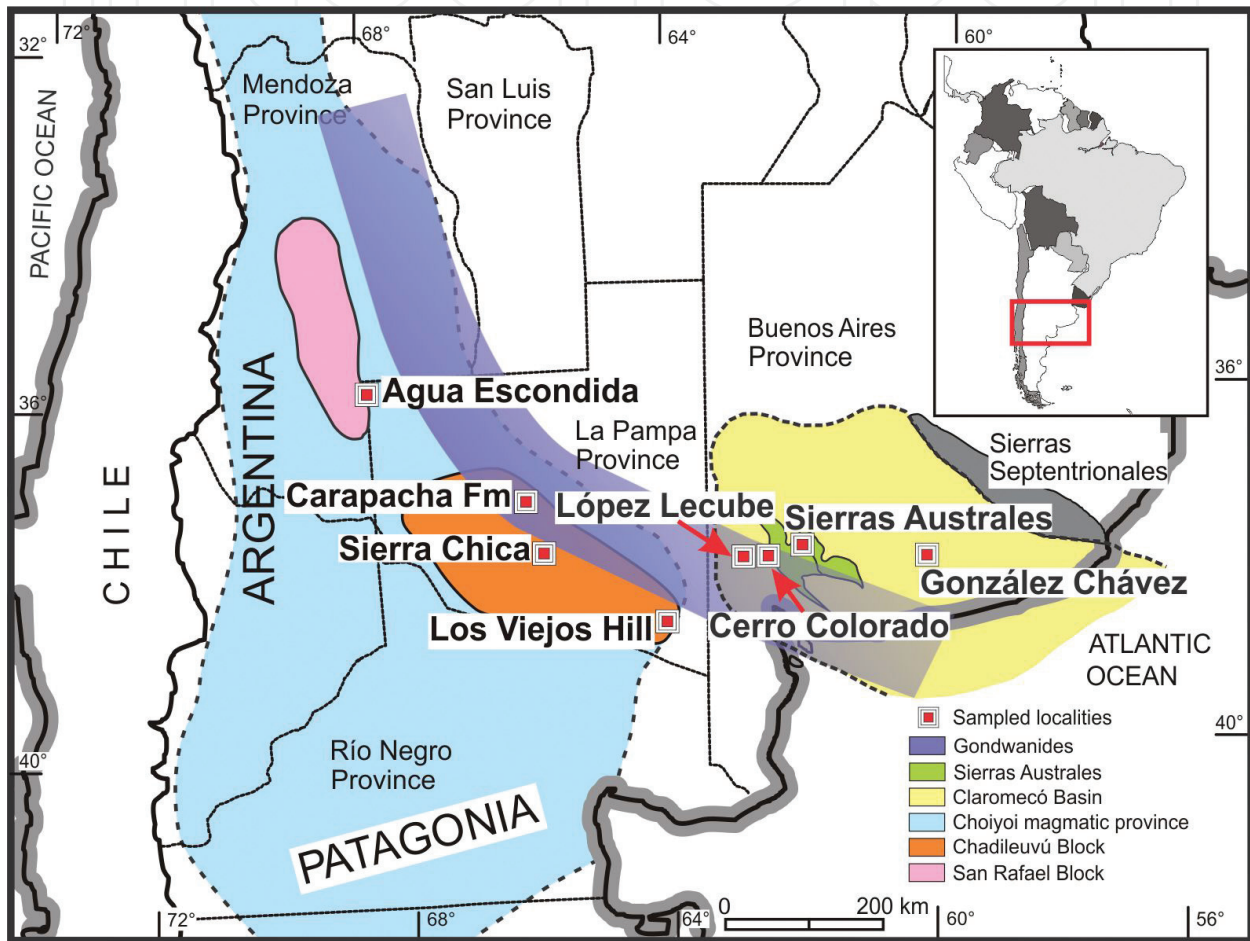 72°
68°
64°
60°
32°
Mendoza
Province
San Luis
Province
PACIFIC OCEAN
Buenos Aires
Province
36°
36°
Agua Escondida
ARGENTINA
CHILE
La Pampa
Province
Sierras
Septentrionales
Carapacha Fm
López Lecube
Sierras Australes
Sierra Chica
González Chávez
Los Viejos Hill
Cerro Colorado
ATLANTIC
OCEAN
Sampled localities
Gondwanides
Sierras Australes
Claromecó Basin
Choiyoi magmatic province
Chadileuvú Block
San Rafael Block
40°
40°
Río Negro
Province
PATAGONIA
0 200 km
72°
68°
64°
60°
56°